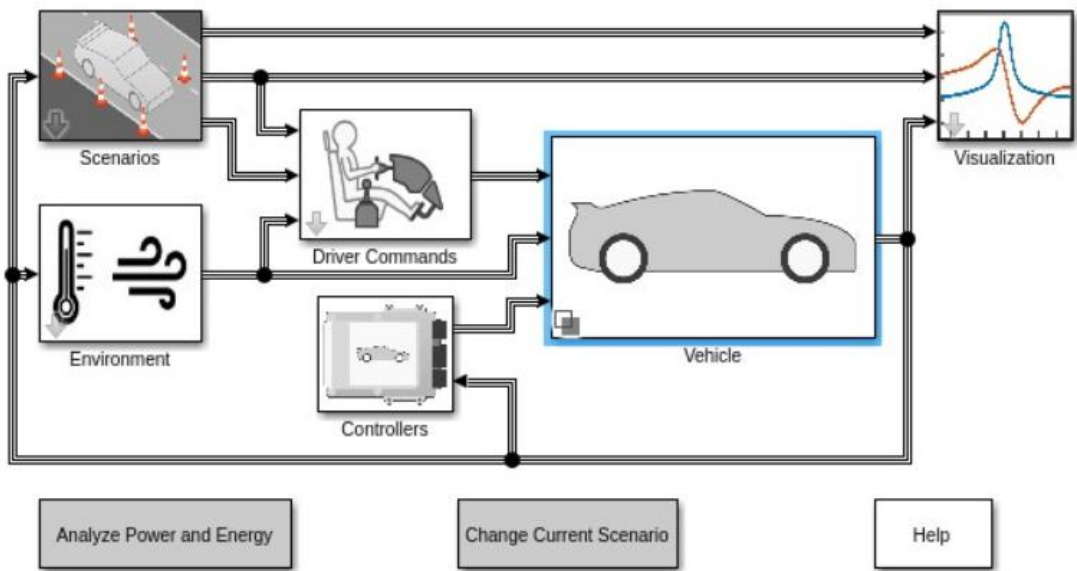 Scenarios
Visualization
Driver Commands
Environment
Vehicle
Controllers
Analyze Power and Energy
Change Current Scenario
Help